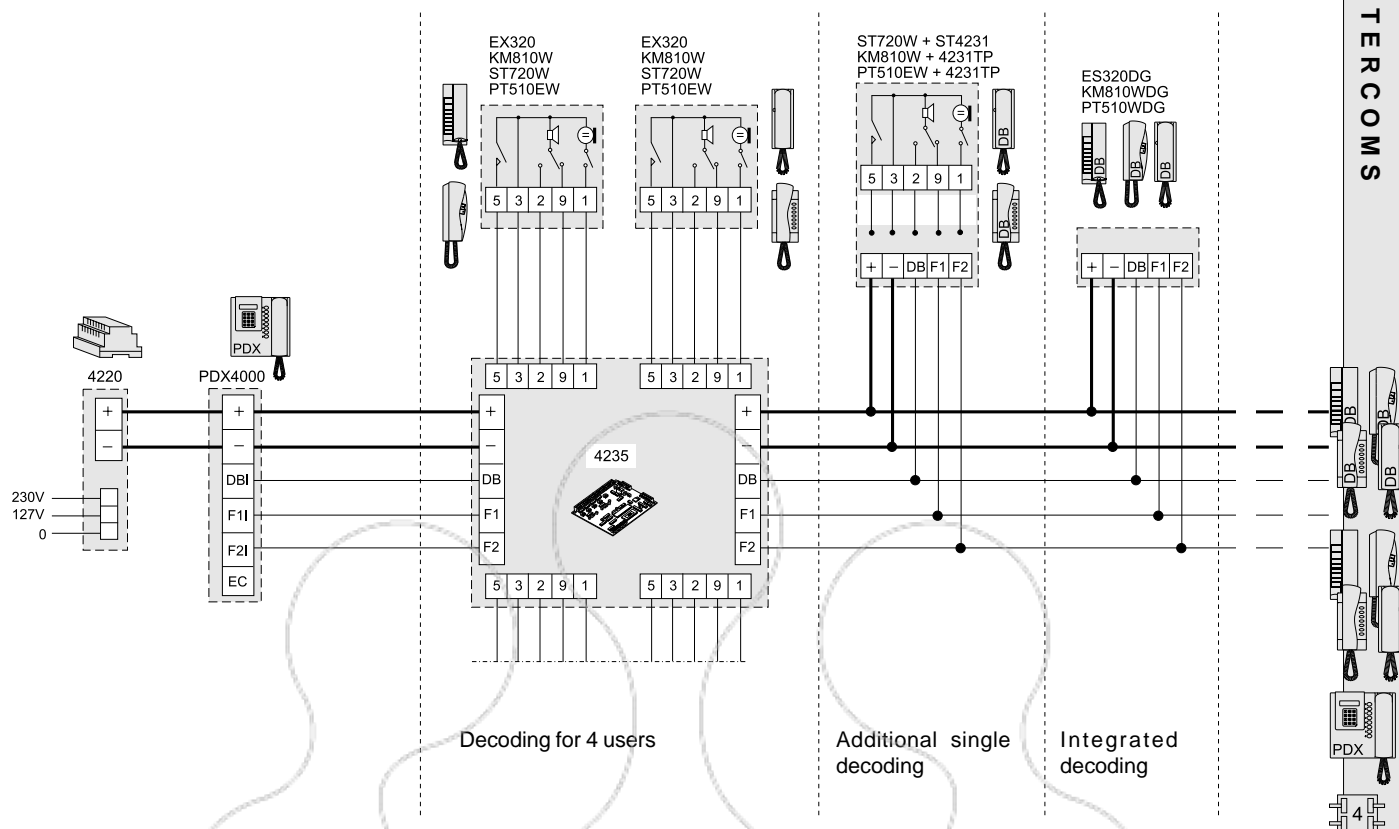 EX320
KM810W
ST720W
PT510EW
5 3 2 9 1
EX320
KM810W
ST720W
PT510EW
5 3 2 9 1
ST720W + ST4231
KM810W + 4231TP
PT510EW + 4231TP
DB
5 3 2 9 1
DB
+ − DB F1 F2
ES320DG
KM810WDG
PT510WDG
DB DB DB
+ − DB F1 F2
TERCOMS
4220
+
−
230V
127V
0
PDX
PDX4000
+
−
DBI
F1I
F2I
EC
5 3 2 9 1
5 3 2 9 1
+
−
DB
F1
F2
4235
+
−
DB
F1
F2
5 3 2 9 1
5 3 2 9 1
DB
DB
DB
PDX
4
Decoding for 4 users
Additional single
decoding
Integrated
decoding